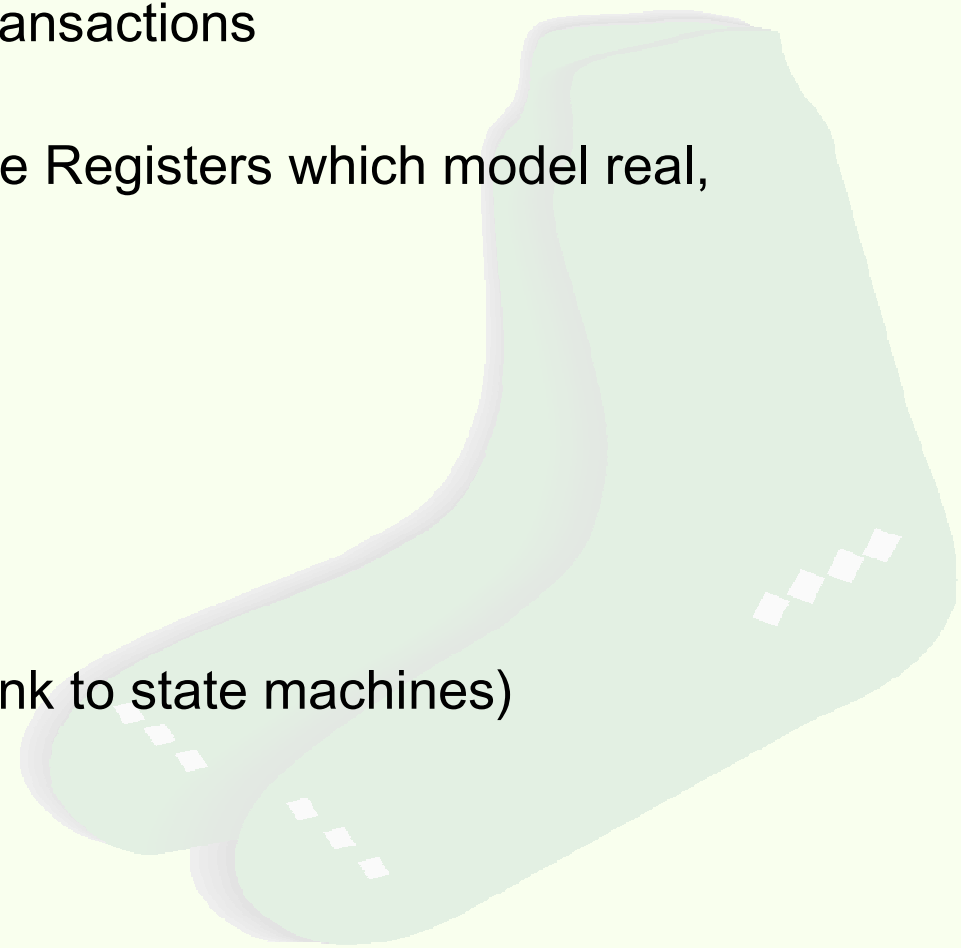 ansactions
e Registers which model real,
nk to state machines)